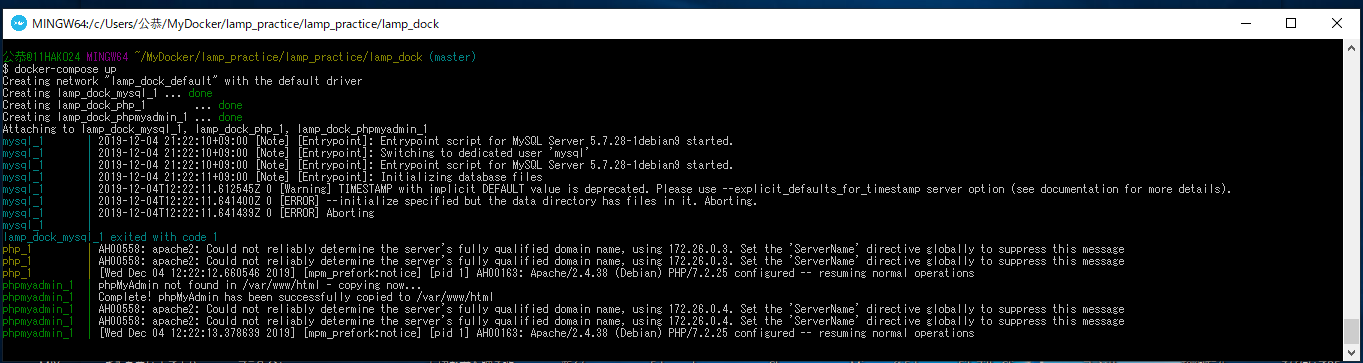 MINGW64:/c/Users/公恭/MyDocker/lamp_practice/lamp_practice/lamp_dock
公恭@11HAKO24 MINGW64 ~/MyDocker/lamp_practice/lamp_practice/lamp_dock (master)
$ docker-compose up
Creating network "lamp_dock_default" with the default driver
Creating lamp_dock_mysql_1 ... done
Creating lamp_dock_php_1        ... done
Creating lamp_dock_phpmyadmin_1 ... done
Attaching to lamp_dock_mysql_1, lamp_dock_php_1, lamp_dock_phpmyadmin_1
mysql_1       | 2019-12-04 21:22:10+09:00 [Note] [Entrypoint]: Entrypoint script for MySQL Server 5.7.28-1debian9 started.
mysql_1       | 2019-12-04 21:22:10+09:00 [Note] [Entrypoint]: Switching to dedicated user 'mysql'
mysql_1       | 2019-12-04 21:22:10+09:00 [Note] [Entrypoint]: Entrypoint script for MySQL Server 5.7.28-1debian9 started.
mysql_1       | 2019-12-04 21:22:11+09:00 [Note] [Entrypoint]: Initializing database files
mysql_1       | 2019-12-04T12:22:11.612545Z 0 [Warning] TIMESTAMP with implicit DEFAULT value is deprecated. Please use --explicit_defaults_for_timestamp server option (see documentation for more details).
mysql_1       | 2019-12-04T12:22:11.641400Z 0 [ERROR] --initialize specified but the data directory has files in it. Aborting.
mysql_1       | 2019-12-04T12:22:11.641439Z 0 [ERROR] Aborting
mysql_1       |
lamp_dock_mysql_1 exited with code 1
php_1         | AH00558: apache2: Could not reliably determine the server's fully qualified domain name, using 172.26.0.3. Set the 'ServerName' directive globally to suppress this message
php_1         | AH00558: apache2: Could not reliably determine the server's fully qualified domain name, using 172.26.0.3. Set the 'ServerName' directive globally to suppress this message
php_1         | [Wed Dec 04 12:22:12.660546 2019] [mpm_prefork:notice] [pid 1] AH00163: Apache/2.4.38 (Debian) PHP/7.2.25 configured -- resuming normal operations
phpmyadmin_1  | phpMyAdmin not found in /var/www/html - copying now...
phpmyadmin_1  | Complete! phpMyAdmin has been successfully copied to /var/www/html
phpmyadmin_1  | AH00558: apache2: Could not reliably determine the server's fully qualified domain name, using 172.26.0.4. Set the 'ServerName' directive globally to suppress this message
phpmyadmin_1  | AH00558: apache2: Could not reliably determine the server's fully qualified domain name, using 172.26.0.4. Set the 'ServerName' directive globally to suppress this message
phpmyadmin_1  | [Wed Dec 04 12:22:13.378639 2019] [mpm_prefork:notice] [pid 1] AH00163: Apache/2.4.38 (Debian) PHP/7.2.25 configured -- resuming normal operations